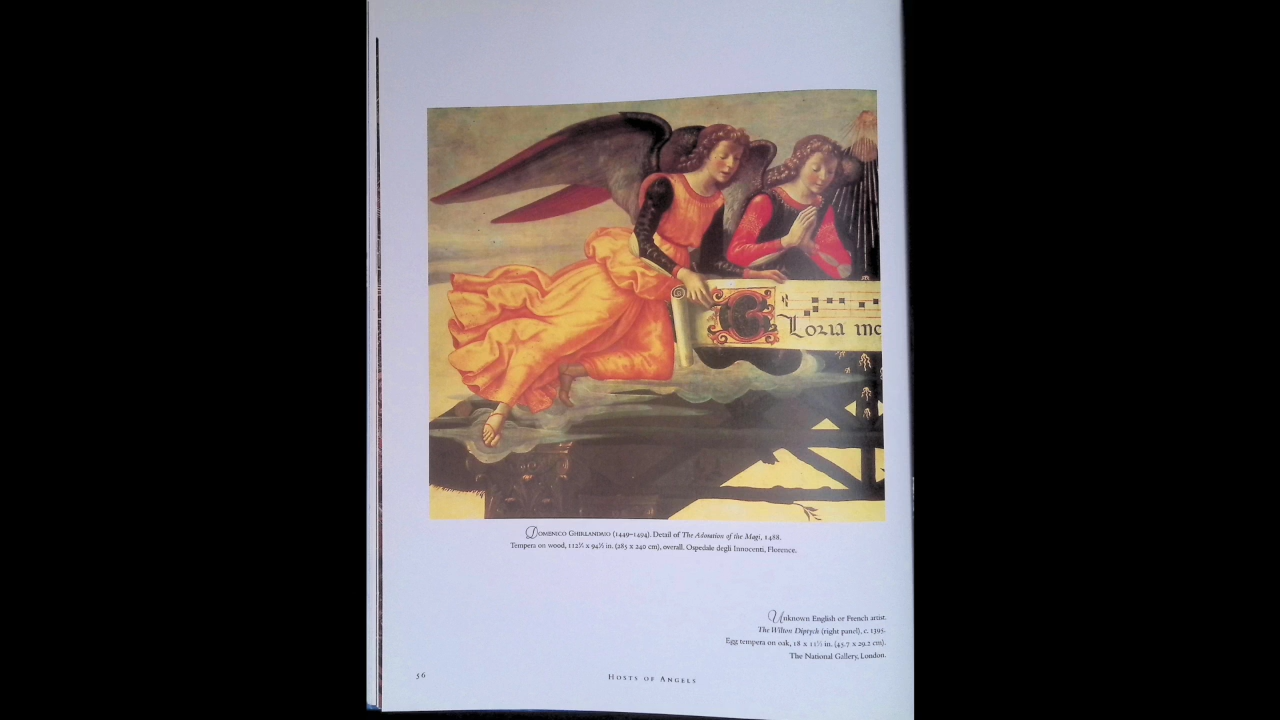 Gloria inc
DOMENICO GHIRLANDAIO (1449–1494). Detail of The Adoration of the Magi, 1488.
Tempera on wood, 112¼ x 94½ in. (285 x 240 cm), overall. Ospedale degli Innocenti, Florence.
Unknown English or French artist.
The Wilton Diptych (right panel), c. 1395.
Egg tempera on oak, 18 x 11½ in. (45.7 x 29.2 cm).
The National Gallery, London.
56
HOSTS OF ANGELS